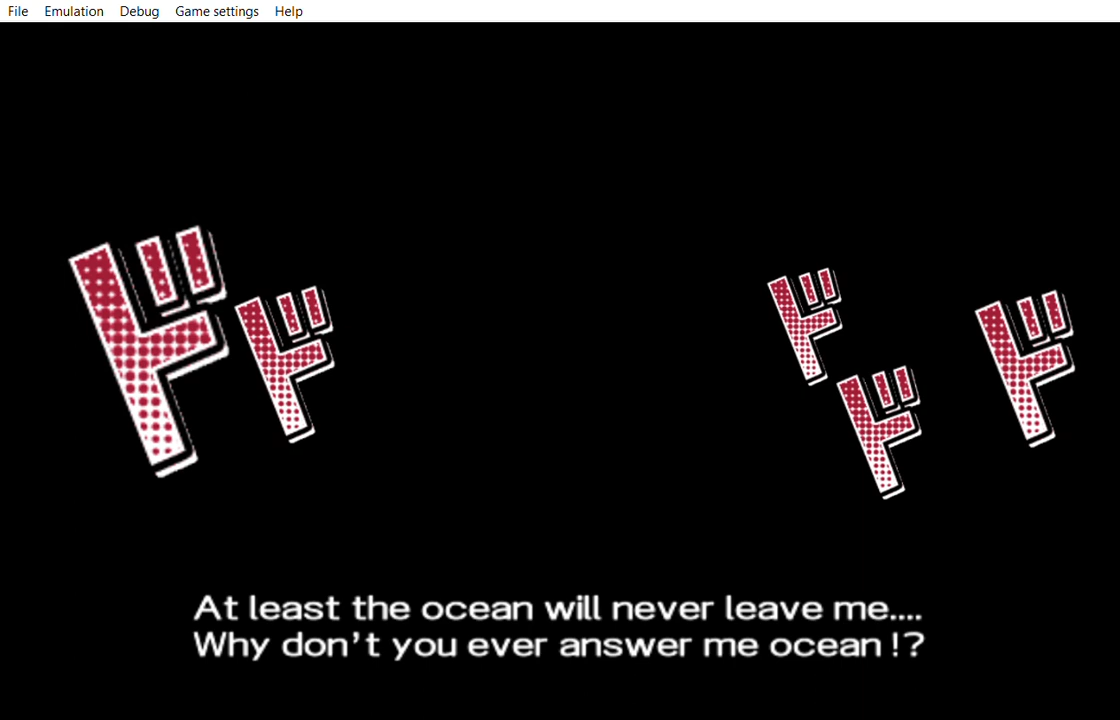 File Emulation Debug Game settings Help
ド ド ド ド ド
At least the ocean will never leave me....
Why don't you ever answer me ocean!?